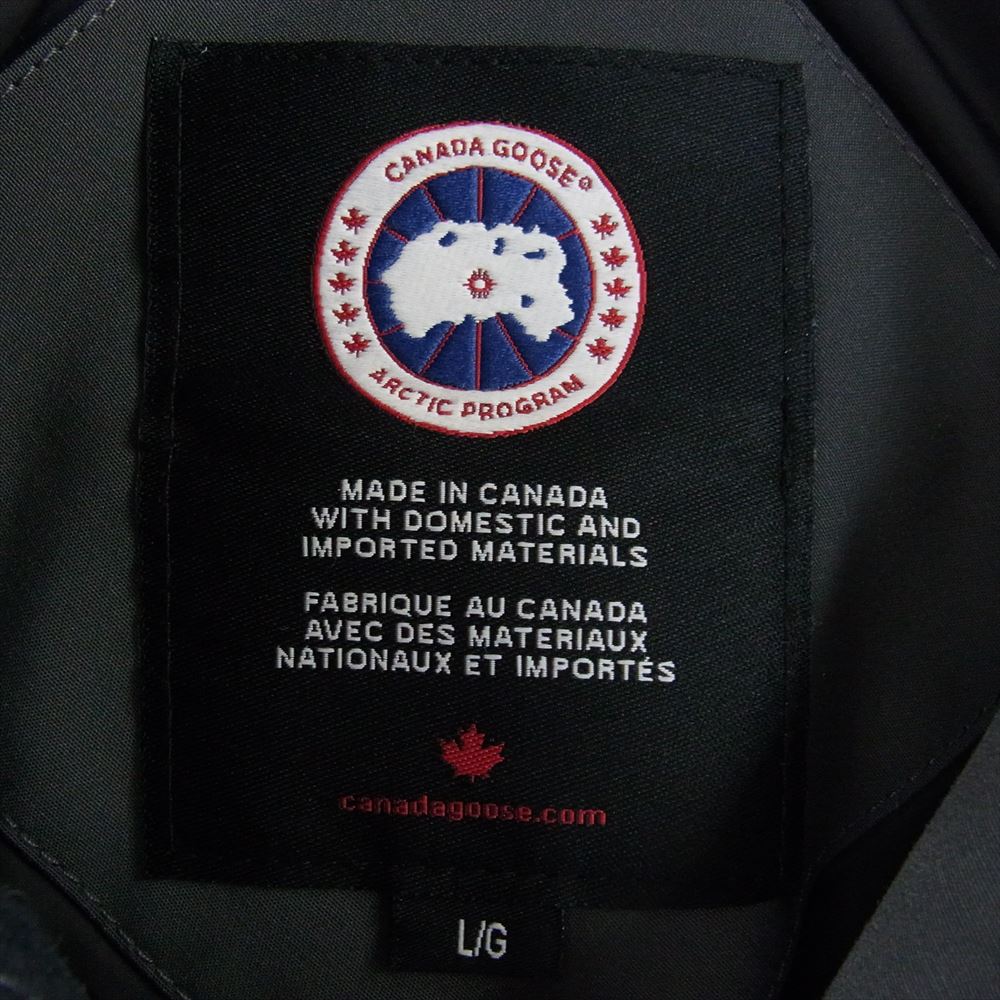 CANADA GOOSE®
ARCTIC PROGRAM
MADE IN CANADA
WITH DOMESTIC AND
IMPORTED MATERIALS
FABRIQUE AU CANADA
AVEC DES MATERIAUX
NATIONAUX ET IMPORTÉS
canadagoose.com
L/G